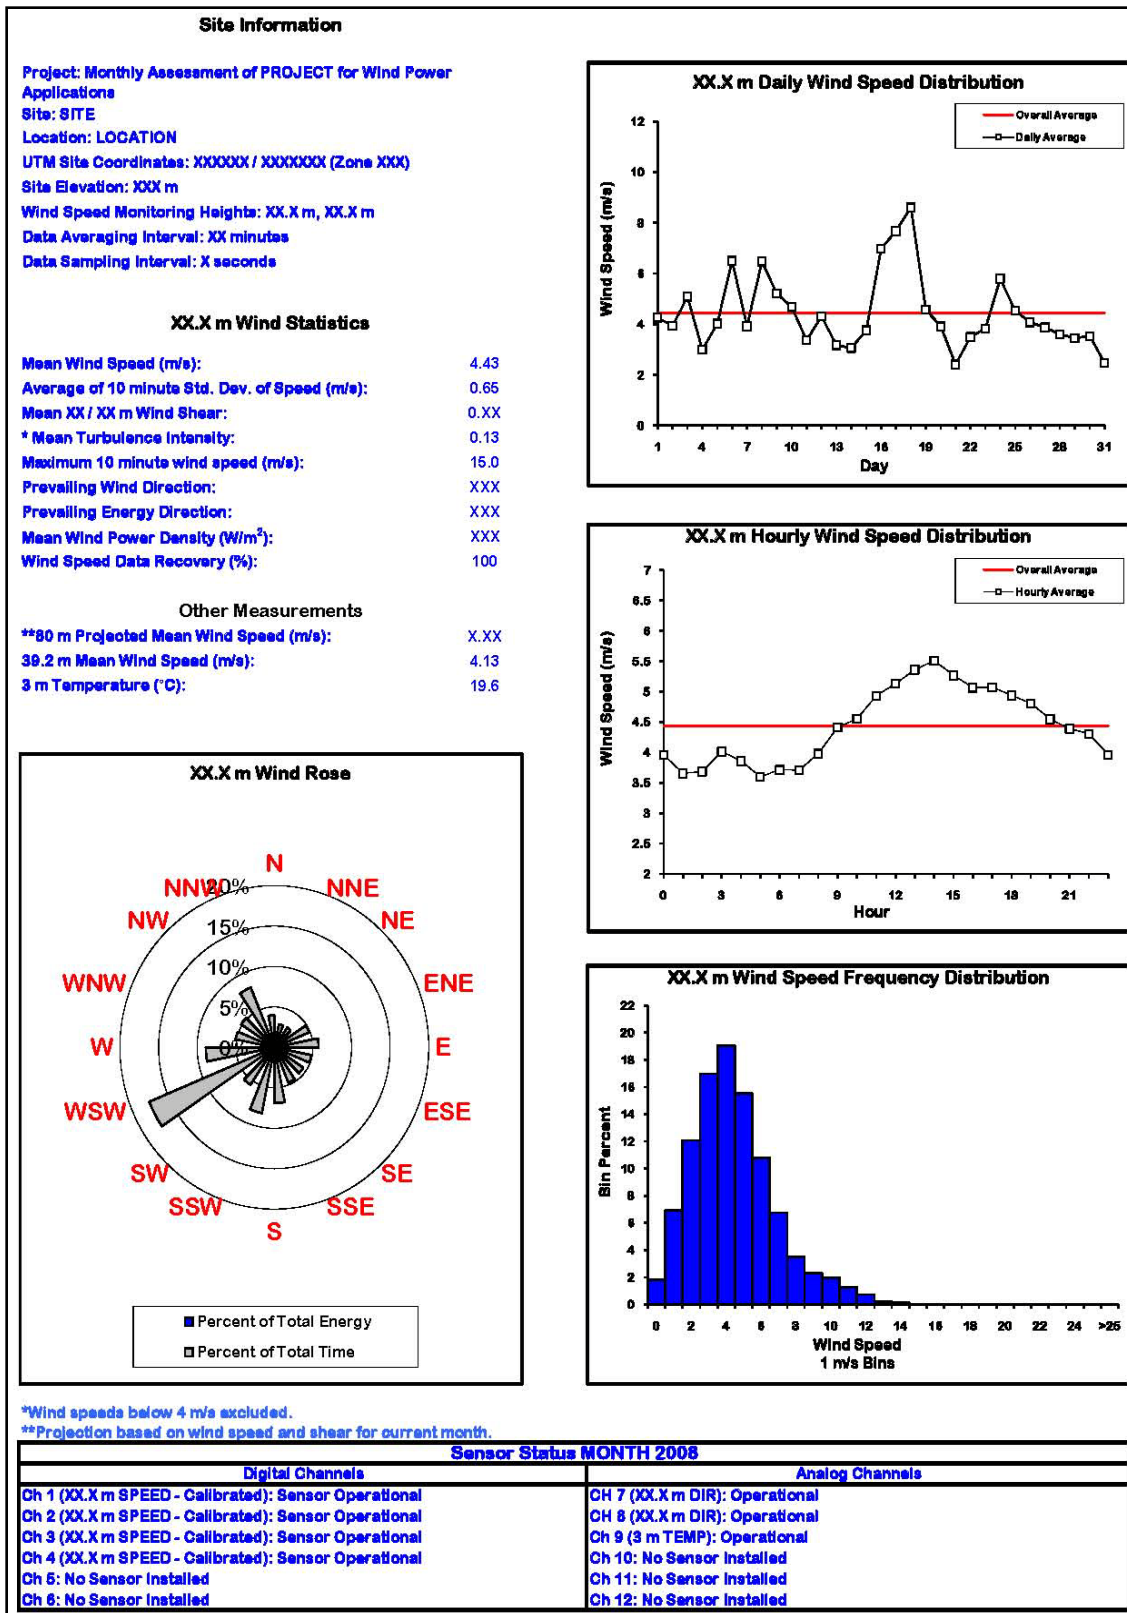 Site Information
Project: Monthly Assessment of PROJECT for Wind Power
Applications
Site: SITE
Location: LOCATION
UTM Site Coordinates: XXXXXX / XXXXXXX (Zone XXX)
Site Elevation: XXX m
Wind Speed Monitoring Heights: XX.X m, XX.X m
Data Averaging Interval: XX minutes
Data Sampling Interval: X seconds
XX.X m Wind Statistics
Mean Wind Speed (m/s): 4.43
Average of 10 minute Std. Dev. of Speed (m/s): 0.65
Mean XX / XX m Wind Shear: 0.XX
* Mean Turbulence Intensity: 0.13
Maximum 10 minute wind speed (m/s): 15.0
Prevailing Wind Direction: XXX
Prevailing Energy Direction: XXX
Mean Wind Power Density (W/m²): XXX
Wind Speed Data Recovery (%): 100
Other Measurements
**80 m Projected Mean Wind Speed (m/s): X.XX
39.2 m Mean Wind Speed (m/s): 4.13
3 m Temperature (°C): 19.6
XX.X m Daily Wind Speed Distribution
Overall Average
Daily Average
Wind Speed (m/s)
12
10
8
6
4
2
0
1 4 7 10 13 16 19 22 25 28 31
Day
XX.X m Hourly Wind Speed Distribution
Overall Average
Hourly Average
Wind Speed (m/s)
7
6.5
6
5.5
5
4.5
4
3.5
3
2.5
2
0 3 6 9 12 15 18 21
Hour
XX.X m Wind Rose
N
NNW 20% NNE
NW 15% NE
10%
WNW ENE
5%
W 0% E
WSW ESE
SW SE
SSW SSE
S
Percent of Total Energy
Percent of Total Time
XX.X m Wind Speed Frequency Distribution
Bin Percent
22
20
18
16
14
12
10
8
6
4
2
0
0 2 4 6 8 10 12 14 16 18 20 22 24 >25
Wind Speed
1 m/s Bins
*Wind speeds below 4 m/s excluded.
**Projection based on wind speed and shear for current month.
Sensor Status MONTH 2008
Digital Channels Analog Channels
Ch 1 (XX.X m SPEED - Calibrated): Sensor Operational CH 7 (XX.X m DIR): Operational
Ch 2 (XX.X m SPEED - Calibrated): Sensor Operational CH 8 (XX.X m DIR): Operational
Ch 3 (XX.X m SPEED - Calibrated): Sensor Operational Ch 9 (3 m TEMP): Operational
Ch 4 (XX.X m SPEED - Calibrated): Sensor Operational Ch 10: No Sensor Installed
Ch 5: No Sensor Installed Ch 11: No Sensor Installed
Ch 6: No Sensor Installed Ch 12: No Sensor Installed